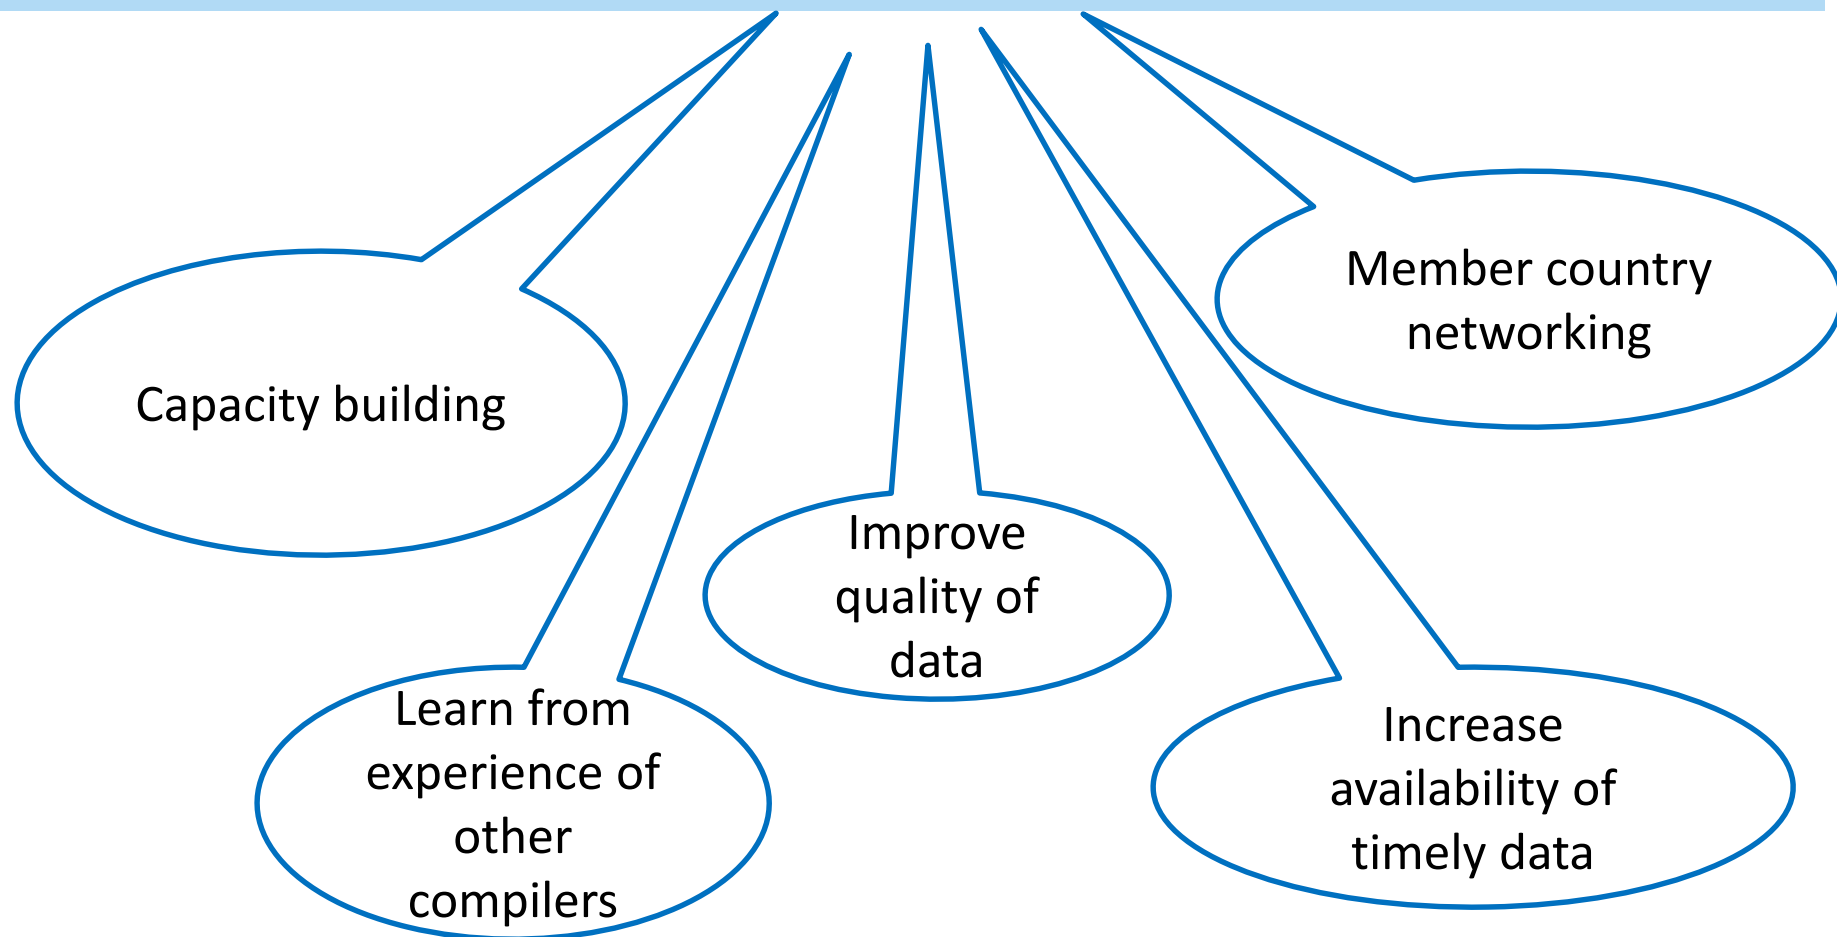 Capacity building
Learn from
experience of
other
compilers
Improve
quality of
data
Increase
availability of
timely data
Member country
networking